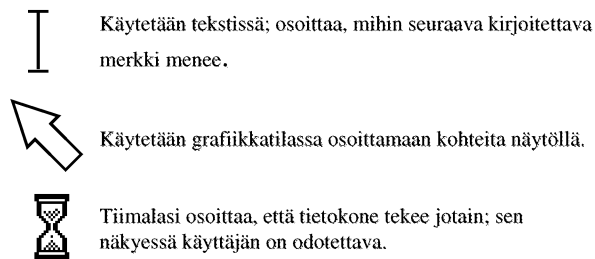 Käytetään tekstissä; osoittaa, mihin seuraava kirjoitettava
merkki menee.
Käytetään grafiikkatilassa osoittamaan kohteita näytöllä.
Tiimalasi osoittaa, että tietokone tekee jotain; sen
näkyessä käyttäjän on odotettava.